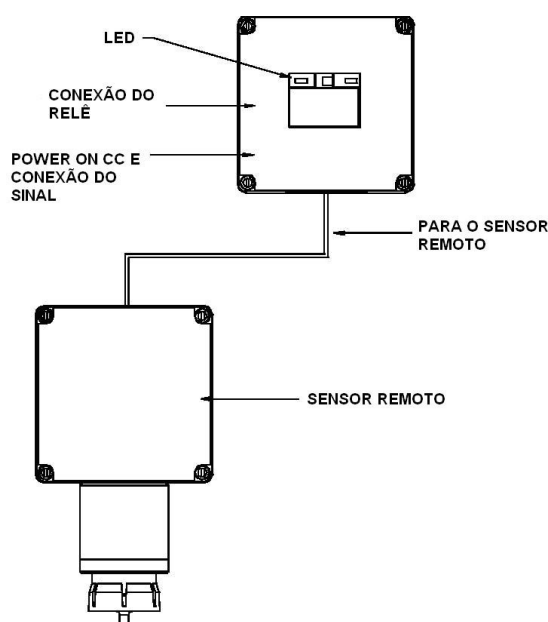 LED
CONEXÃO DO
RELÊ
POWER ON CC E
CONEXÃO DO
SINAL
PARA O SENSOR
REMOTO
SENSOR REMOTO